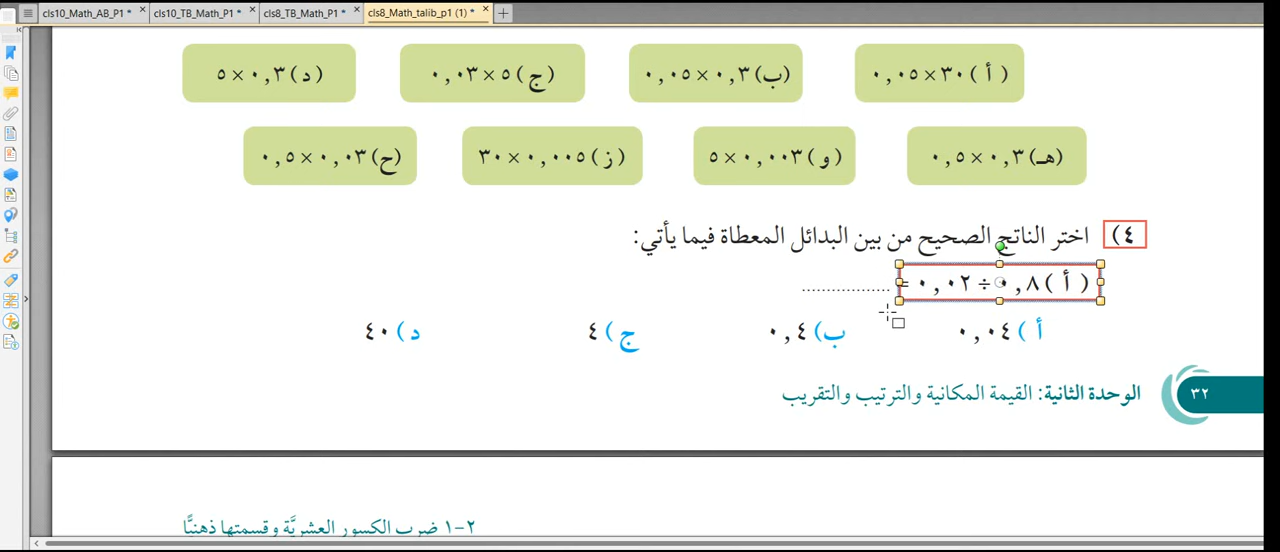 cls10_Math_AB_P1 * cls10_TB_Math_P1 * cls8_TB_Math_P1 * cls8_Math_talib_p1 (1) *
أ ) ٣٠ × ٠,٠٥ ب) ٠,٣ × ٠,٠٥ ج) ٥ × ٠,٠٣ د) ٠,٣ × ٥
هـ) ٠,٣ × ٠,٥ و) ٠,٠٠٣ × ٥ ز) ٠,٠٠٥ × ٣٠ ح) ٠,٠٣ × ٠,٥
٤) اختر الناتج الصحيح من بين البدائل المعطاة فيما يأتي:
أ ) ٠,٨ ÷ ٠,٠٢ = ..................
أ ) ٠,٠٤ ب) ٠,٤ ج) ٤ د) ٤٠
٣٢ الوحدة الثانية: القيمة المكانية والترتيب والتقريب
٢-١ ضرب الكسور العشريَّة وقسمتها ذهنيًّا